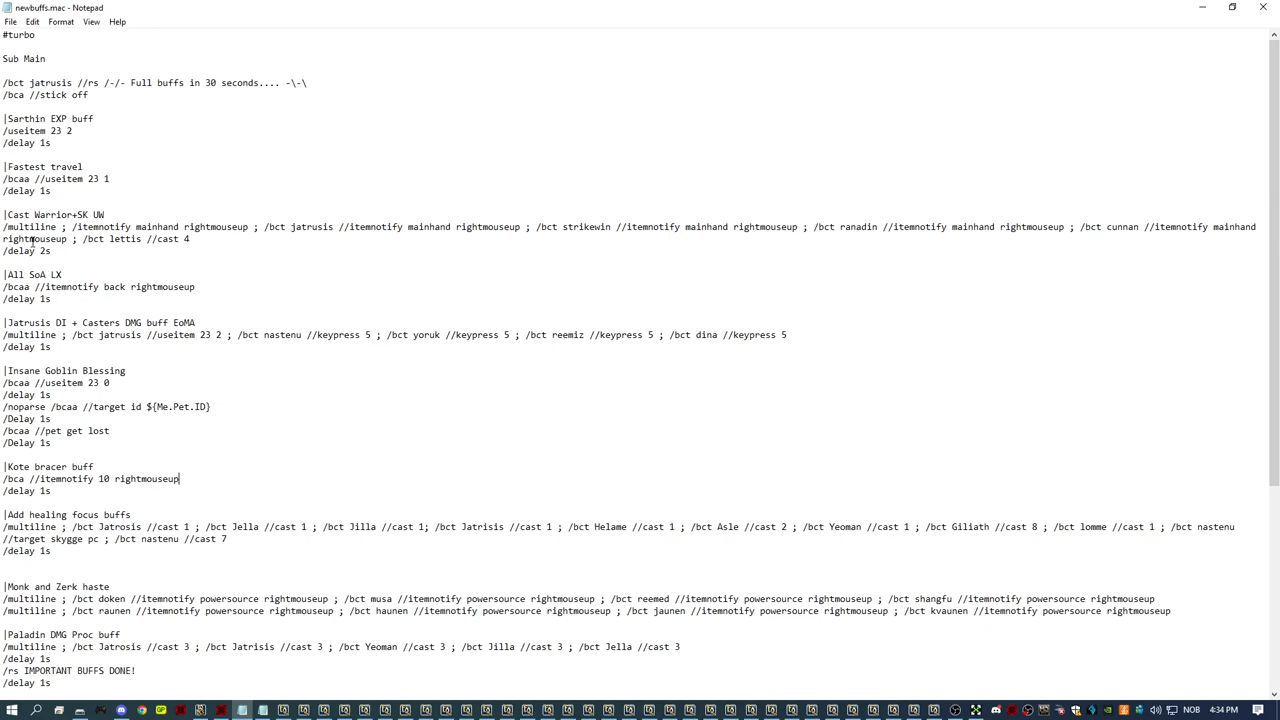 newbuffs.mac - Notepad
File Edit Format View Help
#turbo
Sub Main
/bct jatrusis //rs /-/- Full buffs in 30 seconds.... -\-\
/bca //stick off
|Sarthin EXP buff
/useitem 23 2
/delay 1s
|Fastest travel
/bcaa //useitem 23 1
/delay 1s
|Cast Warrior+SK UW
/multiline ; /itemnotify mainhand rightmouseup ; /bct jatrusis //itemnotify mainhand rightmouseup ; /bct strikewin //itemnotify mainhand rightmouseup ; /bct ranadin //itemnotify mainhand rightmouseup ; /bct cunnan //itemnotify mainhand
rightmouseup ; /bct lettis //cast 4
/delay 2s
|All SoA LX
/bcaa //itemnotify back rightmouseup
/delay 1s
|Jatrusis DI + Casters DMG buff EoMA
/multiline ; /bct jatrusis //useitem 23 2 ; /bct nastenu //keypress 5 ; /bct yoruk //keypress 5 ; /bct reemiz //keypress 5 ; /bct dina //keypress 5
/delay 1s
|Insane Goblin Blessing
/bcaa //useitem 23 0
/delay 1s
/noparse /bcaa //target id ${Me.Pet.ID}
/Delay 1s
/bcaa //pet get lost
/Delay 1s
|Kote bracer buff
/bca //itemnotify 10 rightmouseup
/delay 1s
|Add healing focus buffs
/multiline ; /bct Jatrosis //cast 1 ; /bct Jella //cast 1 ; /bct Jilla //cast 1; /bct Jatrisis //cast 1 ; /bct Helame //cast 1 ; /bct Asle //cast 2 ; /bct Yeoman //cast 1 ; /bct Giliath //cast 8 ; /bct lomme //cast 1 ; /bct nastenu
//target skygge pc ; /bct nastenu //cast 7
/delay 1s
|Monk and Zerk haste
/multiline ; /bct doken //itemnotify powersource rightmouseup ; /bct musa //itemnotify powersource rightmouseup ; /bct reemed //itemnotify powersource rightmouseup ; /bct shangfu //itemnotify powersource rightmouseup
/multiline ; /bct raunen //itemnotify powersource rightmouseup ; /bct haunen //itemnotify powersource rightmouseup ; /bct jaunen //itemnotify powersource rightmouseup ; /bct kvaunen //itemnotify powersource rightmouseup
|Paladin DMG Proc buff
/multiline ; /bct Jatrosis //cast 3 ; /bct Jatrisis //cast 3 ; /bct Yeoman //cast 3 ; /bct Jilla //cast 3 ; /bct Jella //cast 3
/delay 1s
/rs IMPORTANT BUFFS DONE!
/delay 1s
NOB 4:34 PM